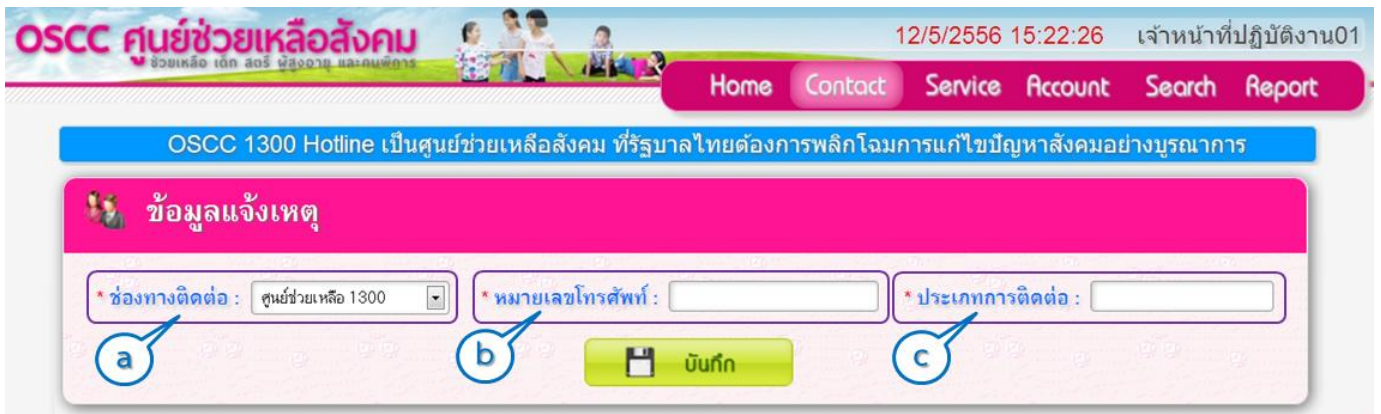 OSCC ศูนย์ช่วยเหลือสังคม
ช่วยเหลือ เด็ก สตรี ผู้สูงอายุ และคนพิการ
12/5/2556 15:22:26 เจ้าหน้าที่ปฏิบัติงาน01
Home Contact Service Account Search Report
OSCC 1300 Hotline เป็นศูนย์ช่วยเหลือสังคม ที่รัฐบาลไทยต้องการพลิกโฉมการแก้ไขปัญหาสังคมอย่างบูรณาการ
ข้อมูลแจ้งเหตุ
* ช่องทางติดต่อ : ศูนย์ช่วยเหลือ 1300 * หมายเลขโทรศัพท์ : * ประเภทการติดต่อ :
a b c
บันทึก